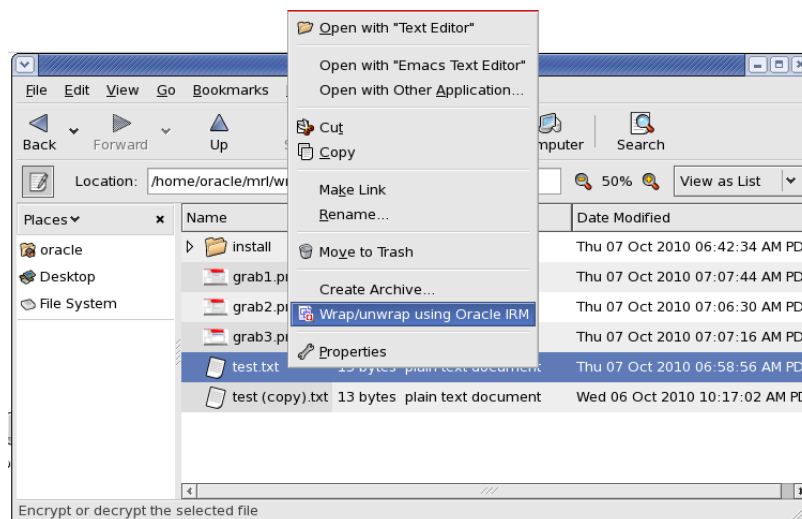 Open with "Text Editor"
Open with "Emacs Text Editor"
Open with Other Application...
Cut
Copy
Make Link
Rename...
Move to Trash
Create Archive...
Wrap/unwrap using Oracle IRM
Properties
File Edit View Go Bookmarks
Back Forward Up Search
Location: /home/oracle/mrl/ 50% View as List
Places Name Date Modified
oracle install Thu 07 Oct 2010 06:42:34 AM PD
Desktop grab1.p Thu 07 Oct 2010 07:07:44 AM PD
File System grab2.p Thu 07 Oct 2010 07:06:30 AM PD
grab3.p Thu 07 Oct 2010 07:07:16 AM PD
test.txt 13 bytes plain text document Thu 07 Oct 2010 06:58:56 AM PD
test (copy).txt 13 bytes plain text document Wed 06 Oct 2010 10:17:02 AM PD
Encrypt or decrypt the selected file